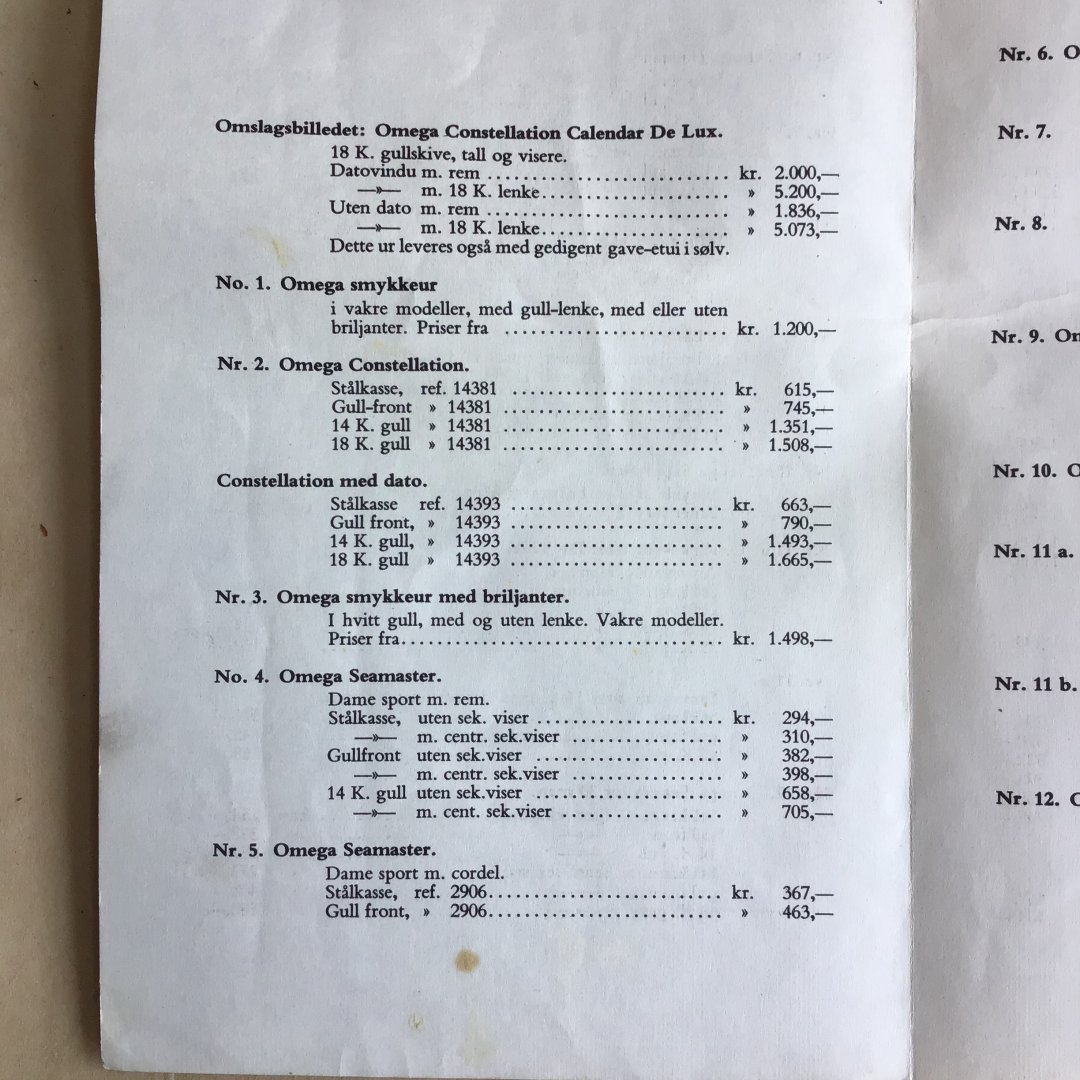 Omslagsbilledet: Omega Constellation Calendar De Lux.
18 K. gullskive, tall og visere.
Datovindu m. rem ............................ kr. 2.000,—
—»— m. 18 K. lenke...................... » 5.200,—
Uten dato m. rem ............................ » 1.836,—
—»— m. 18 K. lenke...................... » 5.073,—
Dette ur leveres også med gedigent gave-etui i sølv.
No. 1. Omega smykkeur
i vakre modeller, med gull-lenke, med eller uten
briljanter. Priser fra .......................... kr. 1.200,—
Nr. 2. Omega Constellation.
Stålkasse, ref. 14381 ......................... kr. 615,—
Gull-front » 14381 .......................... » 745,—
14 K. gull » 14381 .......................... » 1.351,—
18 K. gull » 14381 .......................... » 1.508,—
Constellation med dato.
Stålkasse ref. 14393 ......................... kr. 663,—
Gull front, » 14393 ......................... » 790,—
14 K. gull, » 14393 ......................... » 1.493,—
18 K. gull » 14393 ......................... » 1.665,—
Nr. 3. Omega smykkeur med briljanter.
I hvitt gull, med og uten lenke. Vakre modeller.
Priser fra...................................... kr. 1.498,—
No. 4. Omega Seamaster.
Dame sport m. rem.
Stålkasse, uten sek. viser ...................... kr. 294,—
—»— m. centr. sek.viser .................. » 310,—
Gullfront uten sek.viser ...................... » 382,—
—»— m. centr. sek.viser .................. » 398,—
14 K. gull uten sek.viser ...................... » 658,—
—»— m. cent. sek.viser ................... » 705,—
Nr. 5. Omega Seamaster.
Dame sport m. cordel.
Stålkasse, ref. 2906............................ kr. 367,—
Gull front, » 2906............................ » 463,—
Nr. 6. O
Nr. 7.
Nr. 8.
Nr. 9. Om
Nr. 10. O
Nr. 11 a.
Nr. 11 b.
Nr. 12.